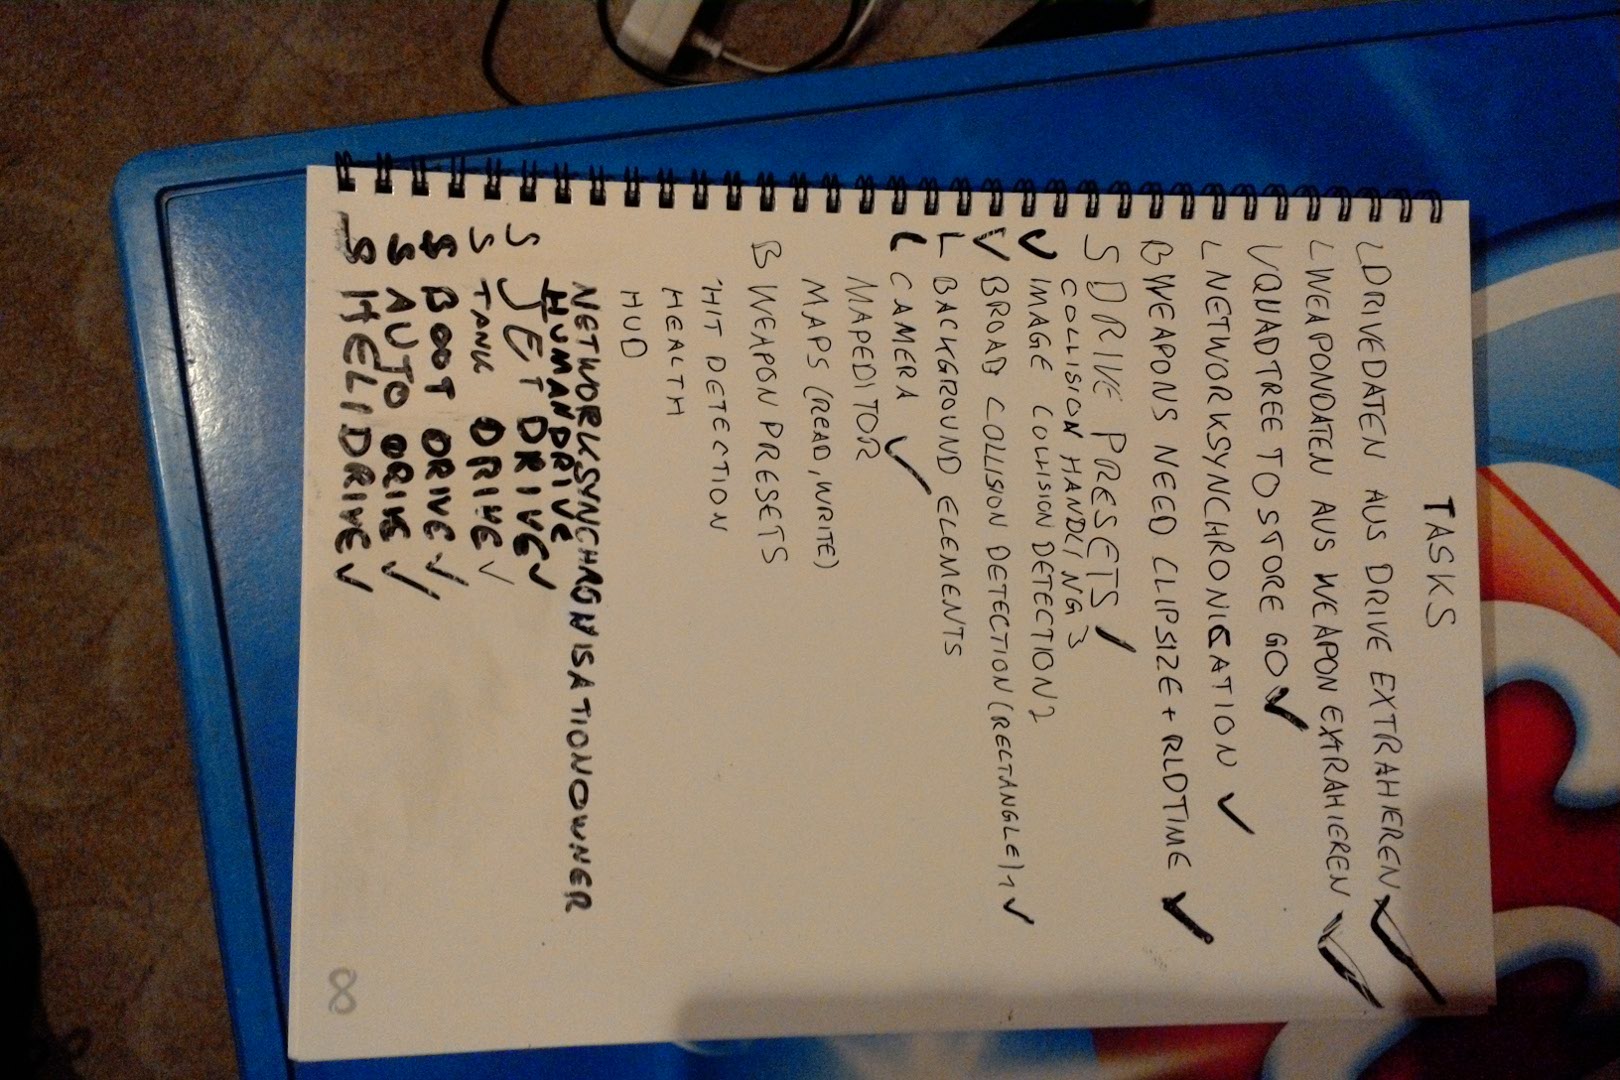 TASKS
L DRIVEDATEN AUS DRIVE EXTRAHIEREN ✓
L WEAPONDATEN AUS WEAPON EXTRAHIEREN ✓
V QUADTREE TO STORE GO ✓
L NETWORKSYNCHRONICATION ✓
B WEAPONS NEED CLIPSIZE + RLDTIME ✓
S DRIVE PRESETS /
COLLISION HANDLING 3
V IMAGE COLLISION DETECTION 2
V BROAD COLLISION DETECTION (RECTANGLE) 1 ✓
L BACKGROUND ELEMENTS
L CAMERA ✓
MAPEDITOR
MAPS (READ, WRITE)
B WEAPON PRESETS
HIT DETECTION
HEALTH
HUD
NETWORKSYNCHRONISATIONOWNER
HUMANDRIVE
S JET DRIVE ✓
S TANK DRIVE ✓
S BOOT DRIVE ✓
S AUTO DRIVE ✓
S HELIDRIVE ✓
∞